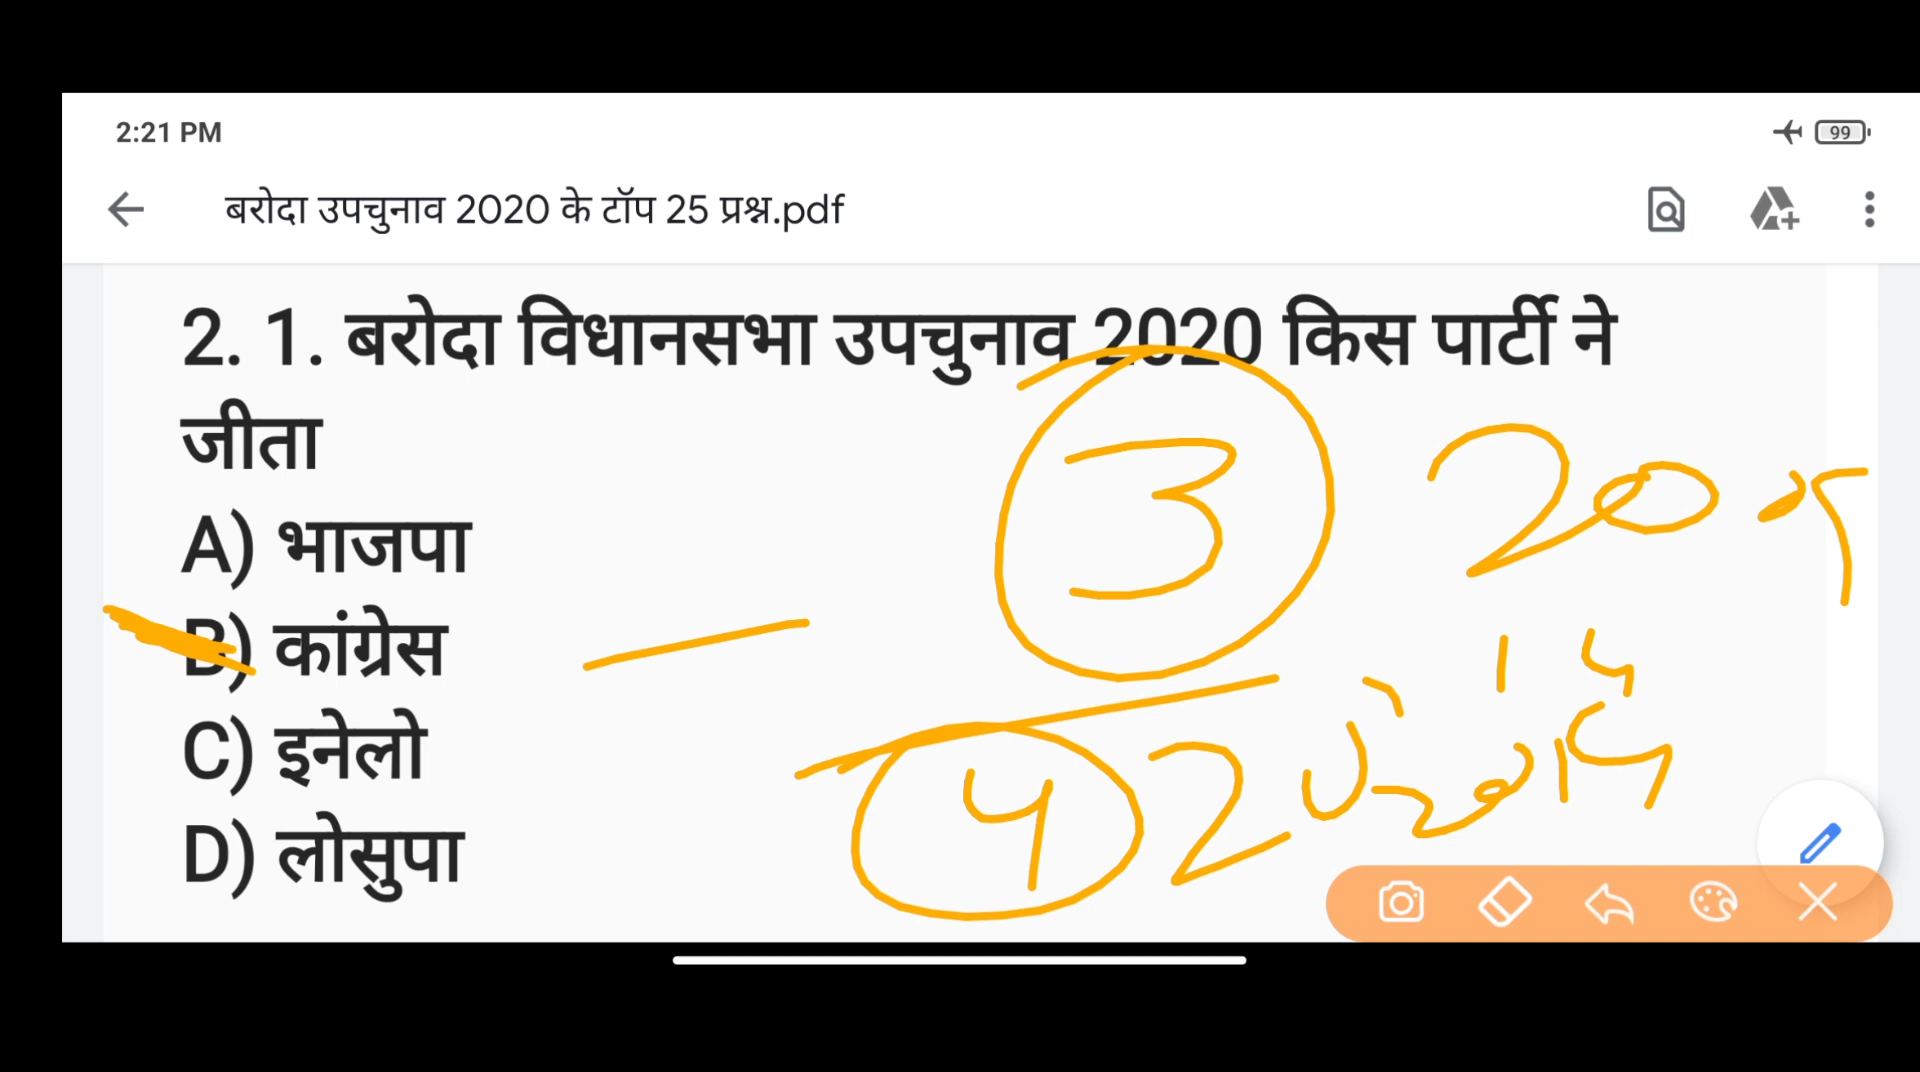 2:21 PM
99
बरोदा उपचुनाव 2020 के टॉप 25 प्रश्न.pdf
2. 1. बरोदा विधानसभा उपचुनाव 2020 किस पार्टी ने
जीता
A) भाजपा
B) कांग्रेस
C) इनेलो
D) लोसुपा
3
4
14